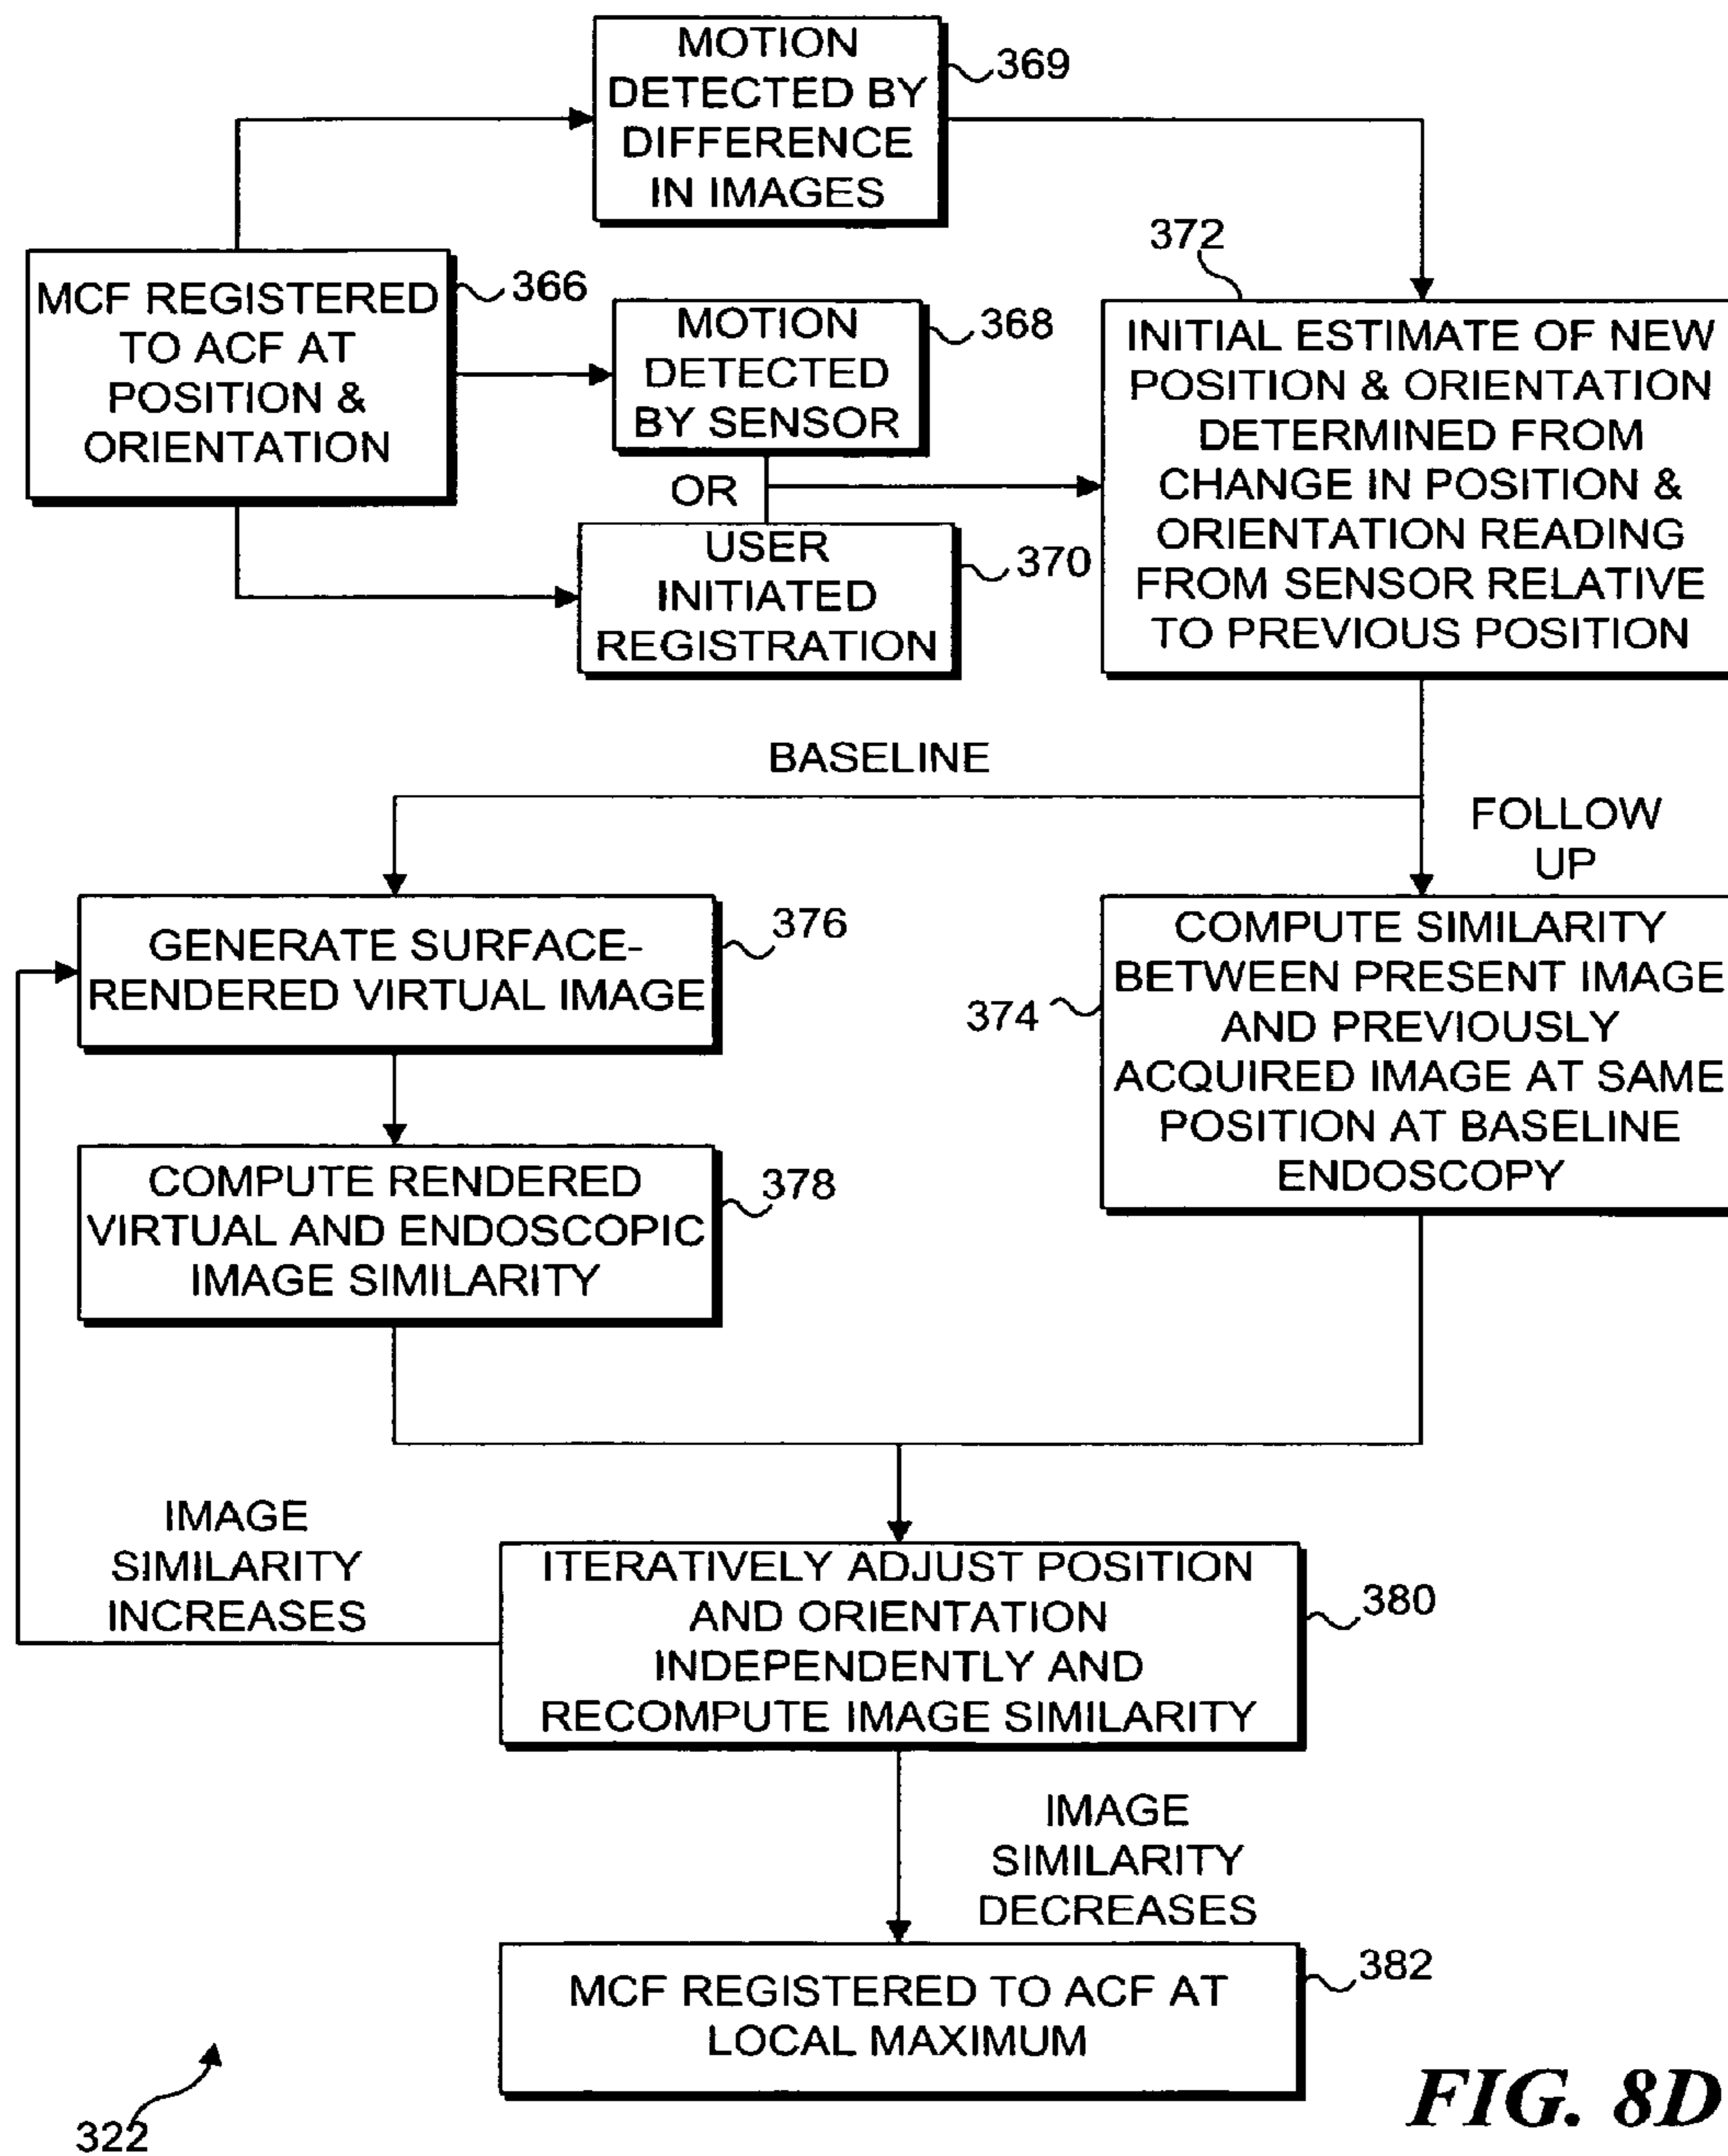 MOTION
DETECTED BY
DIFFERENCE
IN IMAGES
369
MCF REGISTERED
TO ACF AT
POSITION &
ORIENTATION
366
MOTION
DETECTED
BY SENSOR
368
OR
USER
INITIATED
REGISTRATION
370
372
INITIAL ESTIMATE OF NEW
POSITION & ORIENTATION
DETERMINED FROM
CHANGE IN POSITION &
ORIENTATION READING
FROM SENSOR RELATIVE
TO PREVIOUS POSITION
BASELINE
FOLLOW
UP
GENERATE SURFACE-
RENDERED VIRTUAL IMAGE
376
COMPUTE SIMILARITY
BETWEEN PRESENT IMAGE
AND PREVIOUSLY
ACQUIRED IMAGE AT SAME
POSITION AT BASELINE
ENDOSCOPY
374
COMPUTE RENDERED
VIRTUAL AND ENDOSCOPIC
IMAGE SIMILARITY
378
IMAGE
SIMILARITY
INCREASES
ITERATIVELY ADJUST POSITION
AND ORIENTATION
INDEPENDENTLY AND
RECOMPUTE IMAGE SIMILARITY
380
IMAGE
SIMILARITY
DECREASES
MCF REGISTERED TO ACF AT
LOCAL MAXIMUM
382
322
FIG. 8D